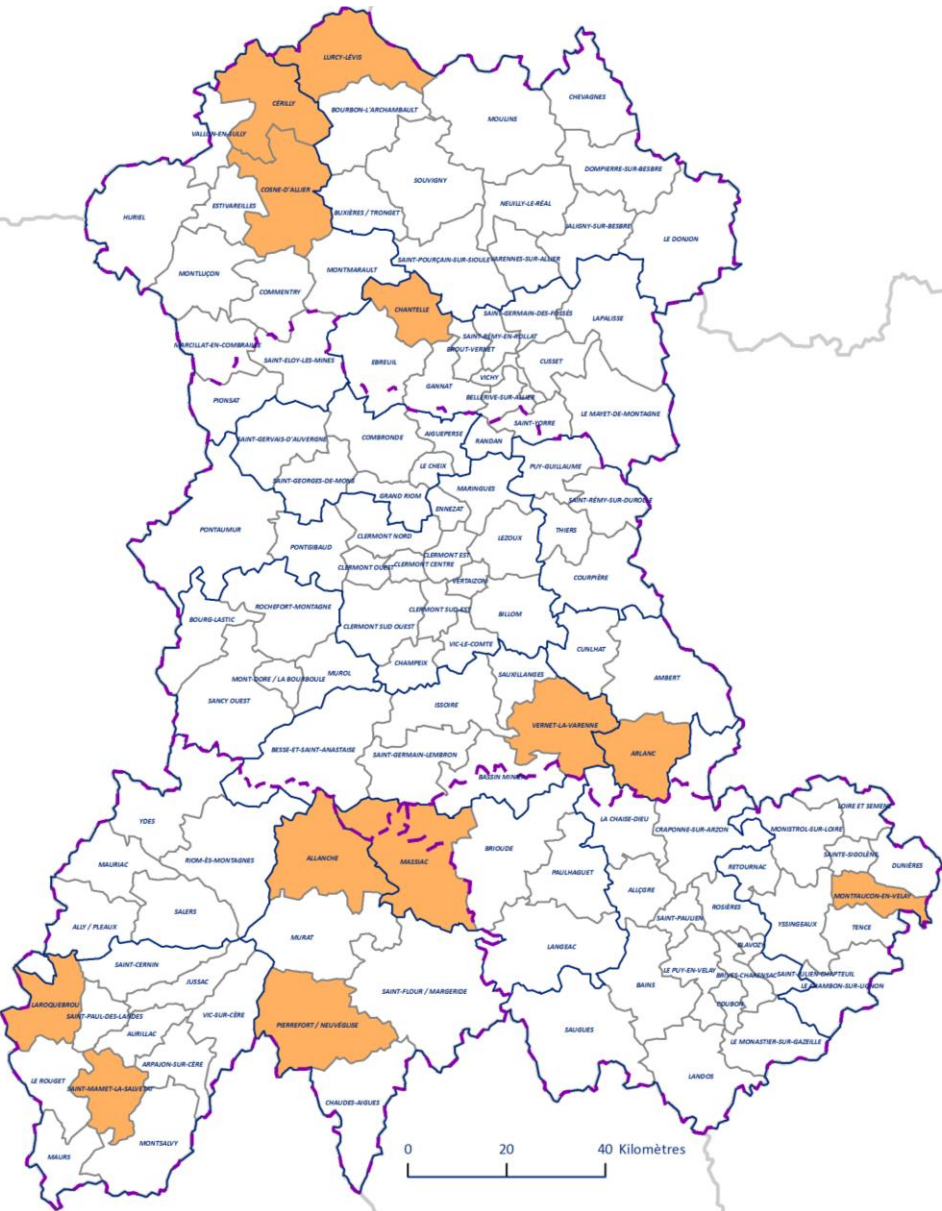 LURCY-LÉVIS
CÉRILLY
BOURBON-L'ARCHAMBAULT
MOULINS
CHEVAGNES
VALLON-EN-SULLY
DOMPIERRE-SUR-BESBRE
COSNE-D'ALLIER
SOUVIGNY
ESTIVAREILLES
NEUILLY-LE-RÉAL
HURIEL
BUXIÈRES / TRONGET
JALIGNY-SUR-BESBRE
LE DONJON
SAINT-POURÇAIN-SUR-SIOULE
VARENNES-SUR-ALLIER
MONTLUÇON
MONTMARAULT
COMMENTRY
CHANTELLE
SAINT-GERMAIN-DES-FOSSÉS
LAPALISSE
SAINT-RÉMY-EN-ROLLAT
MARCILLAT-EN-COMBRAILLE
BROUT-VERNET
SAINT-ELOY-LES-MINES
EBREUIL
CUSSET
VICHY
GANNAT
BELLERIVE-SUR-ALLIER
PIONSAT
LE MAYET-DE-MONTAGNE
SAINT-YORRE
SAINT-GERVAIS-D'AUVERGNE
COMBRONDE
AIGUEPERSE
RANDAN
LE CHEIX
PUY-GUILLAUME
SAINT-GEORGES-DE-MONS
MARINGUES
GRAND RIOM
SAINT-RÉMY-SUR-DUROLLE
ENNEZAT
PONTAUMUR
THIERS
CLERMONT NORD
LEZOUX
PONTGIBAUD
CLERMONT EST
CLERMONT OUEST
CLERMONT CENTRE
COURPIÈRE
VERTAIZON
ROCHEFORT-MONTAGNE
CLERMONT SUD EST
BILLOM
BOURG-LASTIC
CLERMONT SUD OUEST
VIC-LE-COMTE
CUNLHAT
CHAMPEIX
MUROL
SAUXILLANGES
MONT-DORE / LA BOURBOULE
AMBERT
SANCY OUEST
ISSOIRE
VERNET-LA-VARENNE
BESSE-ET-SAINT-ANASTAISE
SAINT-GERMAIN-LEMBRON
ARLANC
BASSIN MINIER
LA CHAISE-DIEU
LOIRE ET SEMENE
YDES
CRAPONNE-SUR-ARZON
MONISTROL-SUR-LOIRE
BRIOUDE
RIOM-ÈS-MONTAGNES
ALLANCHE
MASSIAC
SAINTE-SIGOLÈNE
MAURIAC
RETOURNAC
DUNIÈRES
PAULHAGUET
ALLÈGRE
MONTFAUCON-EN-VELAY
SALERS
ROSIÈRES
SAINT-PAULIEN
ALLY / PLEAUX
YSSINGEAUX
TENCE
MURAT
LANGEAC
BLAVOZY
SAINT-CERNIN
LE PUY-EN-VELAY
BRIVES-CHARENSAC
SAINT-JULIEN-CHAPTEUIL
JUSSAC
BAINS
LE CHAMBON-SUR-LIGNON
SAINT-FLOUR / MARGERIDE
LAROQUEBROU
COUBON
SAINT-PAUL-DES-LANDES
VIC-SUR-CÈRE
PIERREFORT / NEUVÉGLISE
SAUGUES
AURILLAC
LE MONASTIER-SUR-GAZEILLE
ARPAJON-SUR-CÈRE
LANDOS
LE ROUGET
SAINT-MAMET-LA-SALVETAT
CHAUDES-AIGUES
MONTSALVY
MAURS
0 20 40 Kilomètres